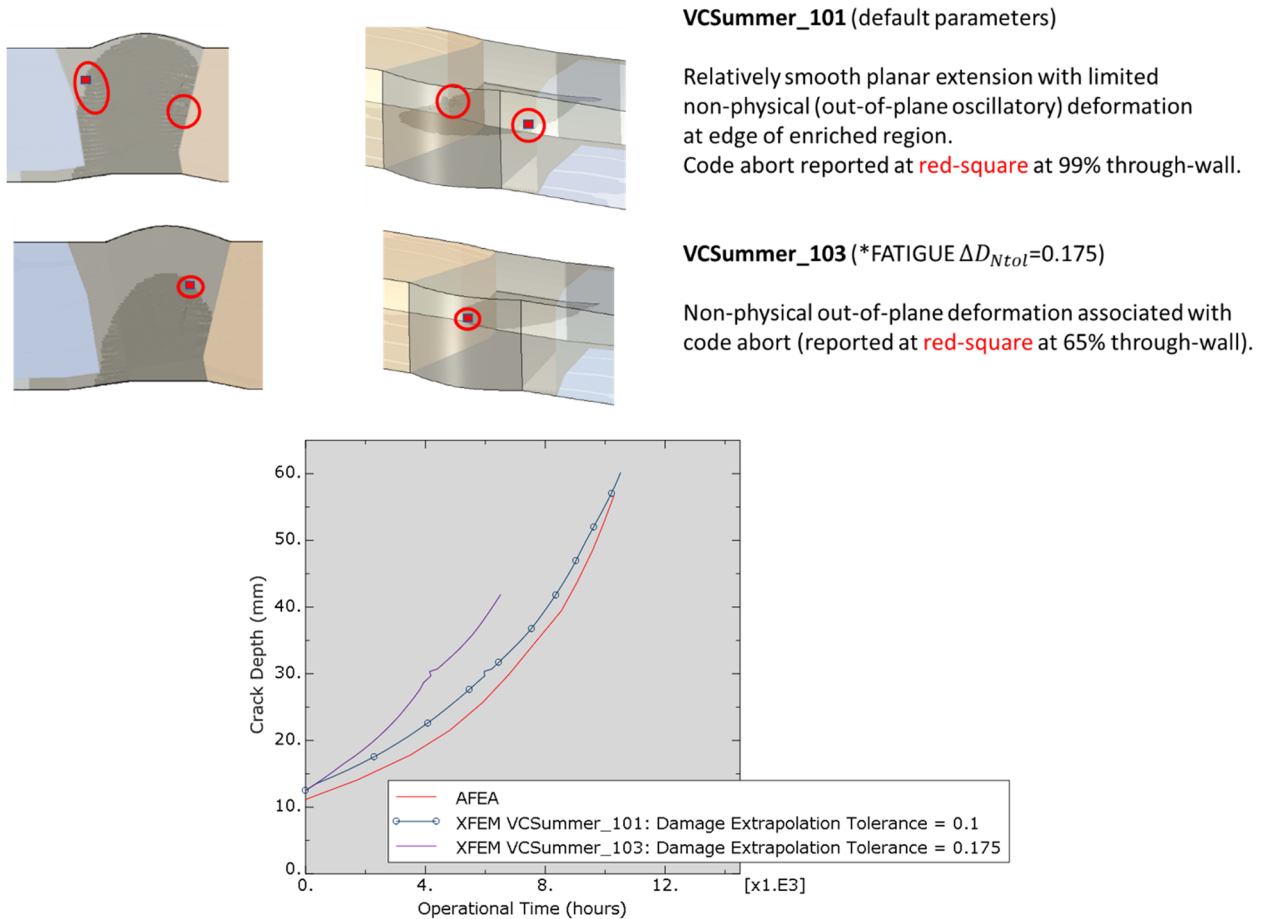 VCSummer_101 (default parameters)
Relatively smooth planar extension with limited
non-physical (out-of-plane oscillatory) deformation
at edge of enriched region.
Code abort reported at red-square at 99% through-wall.
VCSummer_103 (*FATIGUE ΔD_Ntol=0.175)
Non-physical out-of-plane deformation associated with
code abort (reported at red-square at 65% through-wall).
60.
50.
40.
30.
20.
10.
0.
Crack Depth (mm)
AFEA
XFEM VCSummer_101: Damage Extrapolation Tolerance = 0.1
XFEM VCSummer_103: Damage Extrapolation Tolerance = 0.175
0. 4. 8. 12. [x1.E3]
Operational Time (hours)